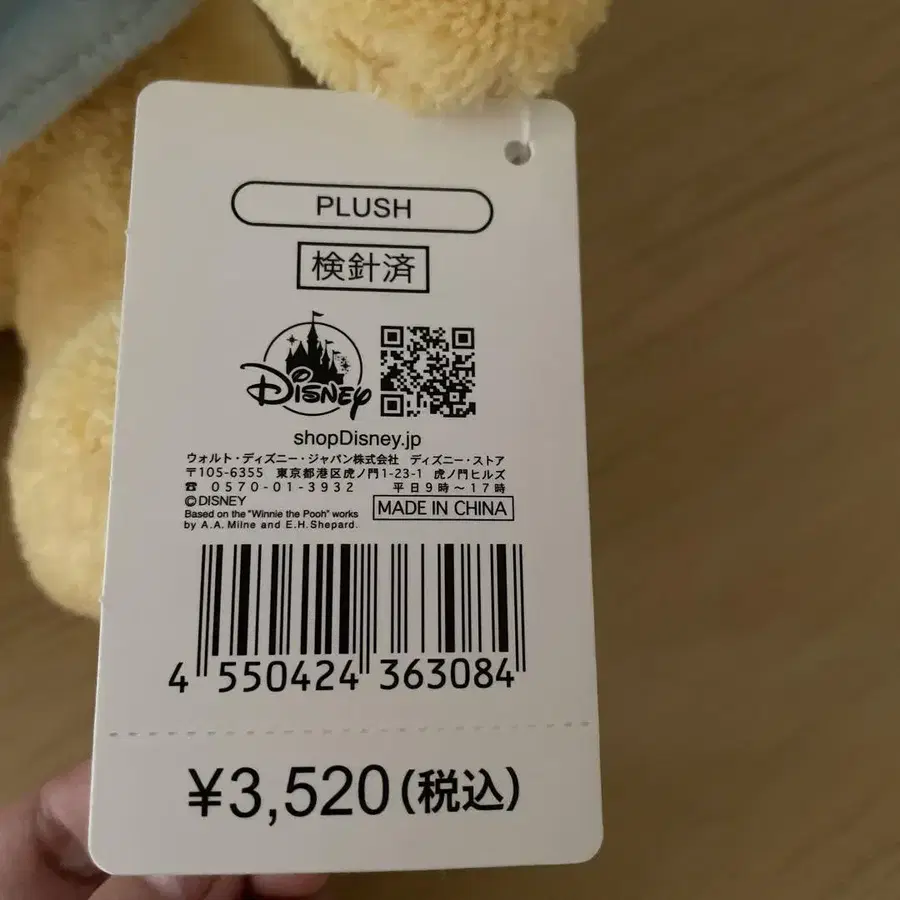 PLUSH
検針済
Disney
shopDisney.jp
ウォルト・ディズニー・ジャパン株式会社 ディズニー・ストア
〒105-6355 東京都港区虎ノ門1-23-1 虎ノ門ヒルズ
☎ 0570-01-3932 平日9時～17時
©DISNEY
Based on the "Winnie the Pooh" works
by A.A. Milne and E.H.Shepard.
MADE IN CHINA
4 550424 363084
¥3,520(税込)